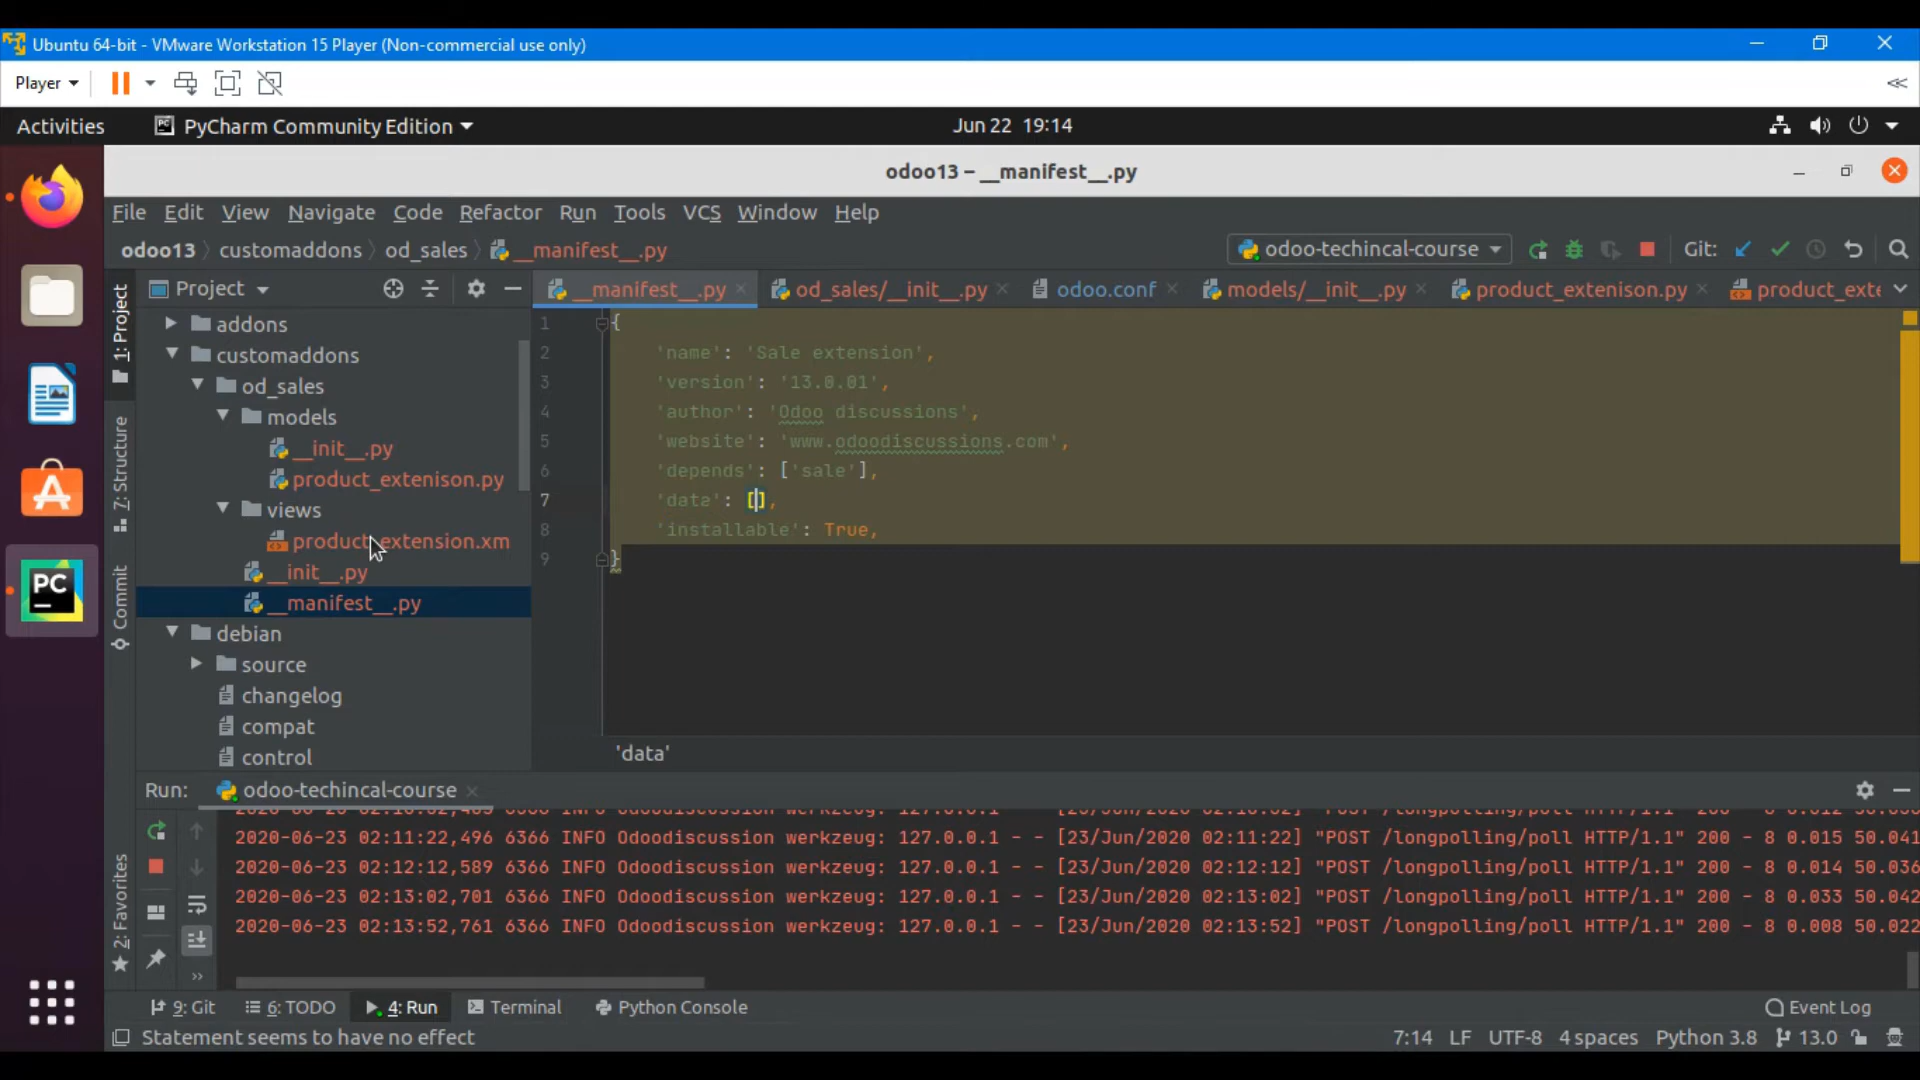 Ubuntu 64-bit - VMware Workstation 15 Player (Non-commercial use only)
Player
Activities
PyCharm Community Edition
Jun 22 19:14
odoo13 – __manifest__.py
File Edit View Navigate Code Refactor Run Tools VCS Window Help
odoo13 customaddons od_sales __manifest__.py
odoo-techincal-course
Git:
1: Project
7: Structure
Commit
2: Favorites
Project
addons
customaddons
od_sales
models
__init__.py
product_extenison.py
views
product_extension.xm
__init__.py
__manifest__.py
debian
source
changelog
compat
control
__manifest__.py od_sales/__init__.py odoo.conf models/__init__.py product_extenison.py product_exte
1 {
2 'name': 'Sale extension',
3 'version': '13.0.01',
4 'author': 'Odoo discussions',
5 'website': 'www.odoodiscussions.com',
6 'depends': ['sale'],
7 'data': [],
8 'installable': True,
9 }
'data'
Run: odoo-techincal-course
2020-06-23 02:11:22,496 6366 INFO Odoodiscussion werkzeug: 127.0.0.1 - - [23/Jun/2020 02:11:22] "POST /longpolling/poll HTTP/1.1" 200 - 8 0.015 50.041
2020-06-23 02:12:12,589 6366 INFO Odoodiscussion werkzeug: 127.0.0.1 - - [23/Jun/2020 02:12:12] "POST /longpolling/poll HTTP/1.1" 200 - 8 0.014 50.036
2020-06-23 02:13:02,701 6366 INFO Odoodiscussion werkzeug: 127.0.0.1 - - [23/Jun/2020 02:13:02] "POST /longpolling/poll HTTP/1.1" 200 - 8 0.033 50.042
2020-06-23 02:13:52,761 6366 INFO Odoodiscussion werkzeug: 127.0.0.1 - - [23/Jun/2020 02:13:52] "POST /longpolling/poll HTTP/1.1" 200 - 8 0.008 50.022
9: Git 6: TODO 4: Run Terminal Python Console Event Log
Statement seems to have no effect
7:14 LF UTF-8 4 spaces Python 3.8 13.0